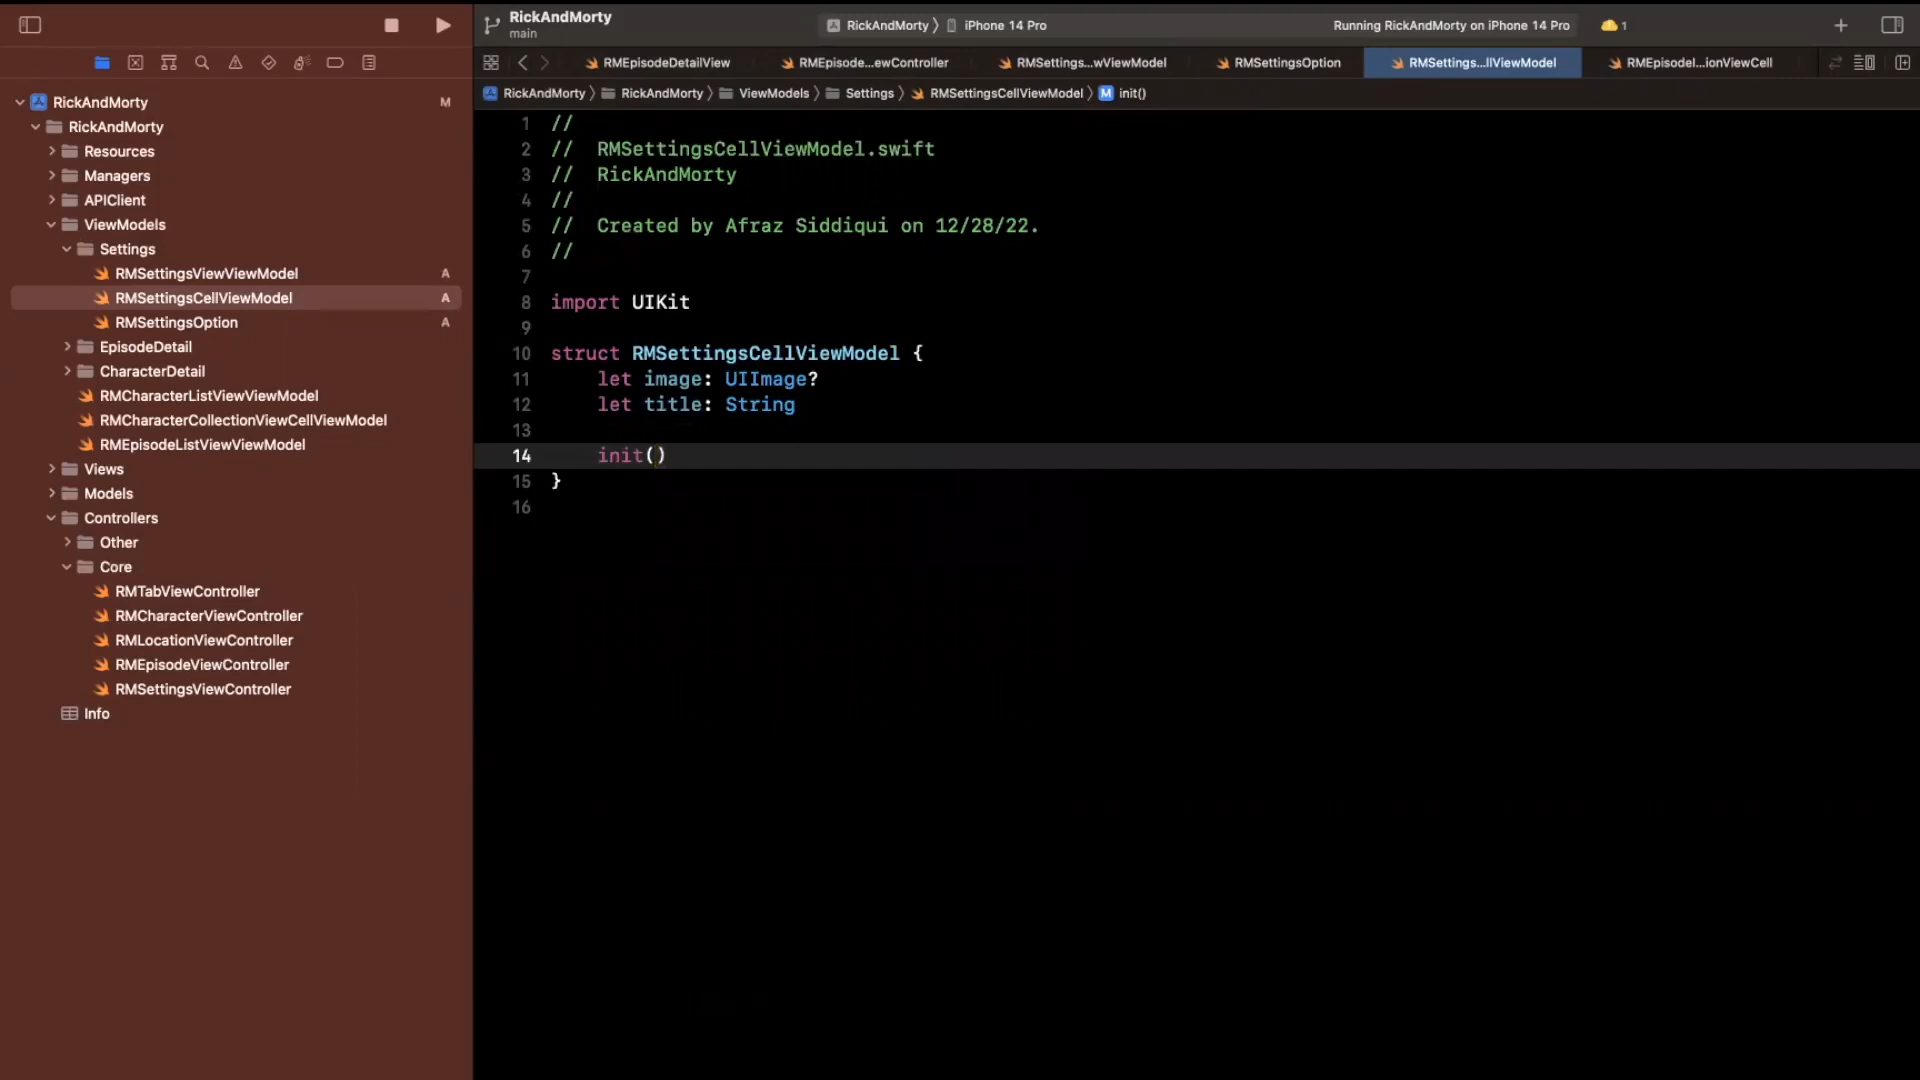 RickAndMorty
main
RickAndMorty 〉 iPhone 14 Pro
Running RickAndMorty on iPhone 14 Pro
1
RMEpisodeDetailView
RMEpisode...ewController
RMSettings...wViewModel
RMSettingsOption
RMSettings...llViewModel
RMEpisodeI...ionViewCell
RickAndMorty 〉 RickAndMorty 〉 ViewModels 〉 Settings 〉 RMSettingsCellViewModel 〉 M init()
RickAndMorty M
RickAndMorty
Resources
Managers
APIClient
ViewModels
Settings
RMSettingsViewViewModel A
RMSettingsCellViewModel A
RMSettingsOption A
EpisodeDetail
CharacterDetail
RMCharacterListViewViewModel
RMCharacterCollectionViewCellViewModel
RMEpisodeListViewViewModel
Views
Models
Controllers
Other
Core
RMTabViewController
RMCharacterViewController
RMLocationViewController
RMEpisodeViewController
RMSettingsViewController
Info
1 //
2 //  RMSettingsCellViewModel.swift
3 //  RickAndMorty
4 //
5 //  Created by Afraz Siddiqui on 12/28/22.
6 //
7
8 import UIKit
9
10 struct RMSettingsCellViewModel {
11     let image: UIImage?
12     let title: String
13
14     init()
15 }
16